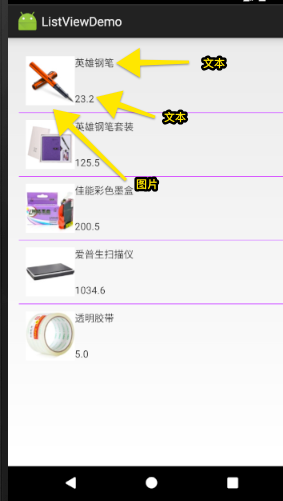 ListViewDemo
英雄钢笔
文本
23.2
文本
图片
英雄钢笔套装
125.5
佳能彩色墨盒
200.5
爱普生扫描仪
1034.6
透明胶带
5.0